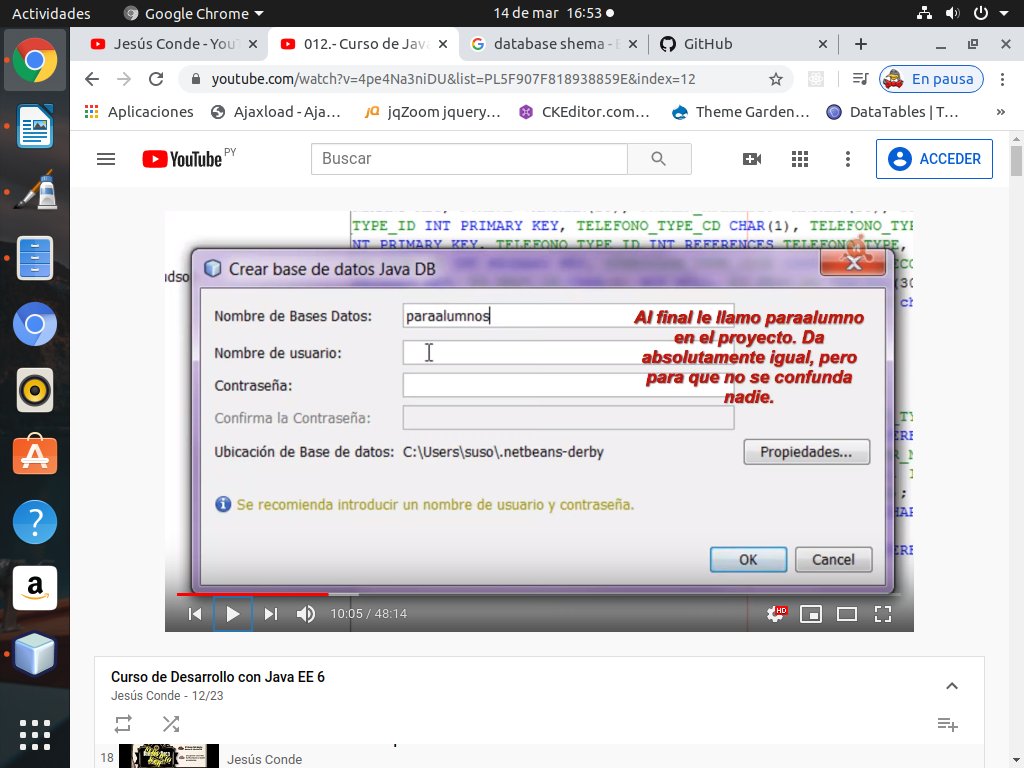 Actividades
Google Chrome
14 de mar 16:53
Jesús Conde - YouT
012.- Curso de Java
database shema - B
GitHub
youtube.com/watch?v=4pe4Na3niDU&list=PL5F907F818938859E&index=12
En pausa
Aplicaciones
Ajaxload - Aja...
jqZoom jquery...
CKEditor.com...
Theme Garden...
DataTables | T...
»
YouTube PY
Buscar
ACCEDER
TYPE_ID INT PRIMARY KEY, TELEFONO_TYPE_CD CHAR(1), TELEFONO_TY
NT PRIMARY KEY, TELEFONO_TYPE_ID INT REFERENCES TELEFONO_TYPE,
Crear base de datos Java DB
Nombre de Bases Datos: paraalumnos
Nombre de usuario:
Contraseña:
Confirma la Contraseña:
Al final le llamo paraalumno
en el proyecto. Da
absolutamente igual, pero
para que no se confunda
nadie.
Ubicación de Base de datos: C:\Users\suso\.netbeans-derby
Propiedades...
Se recomienda introducir un nombre de usuario y contraseña.
OK
Cancel
10:05 / 48:14
HD
Curso de Desarrollo con Java EE 6
Jesús Conde - 12/23
18
Jesús Conde